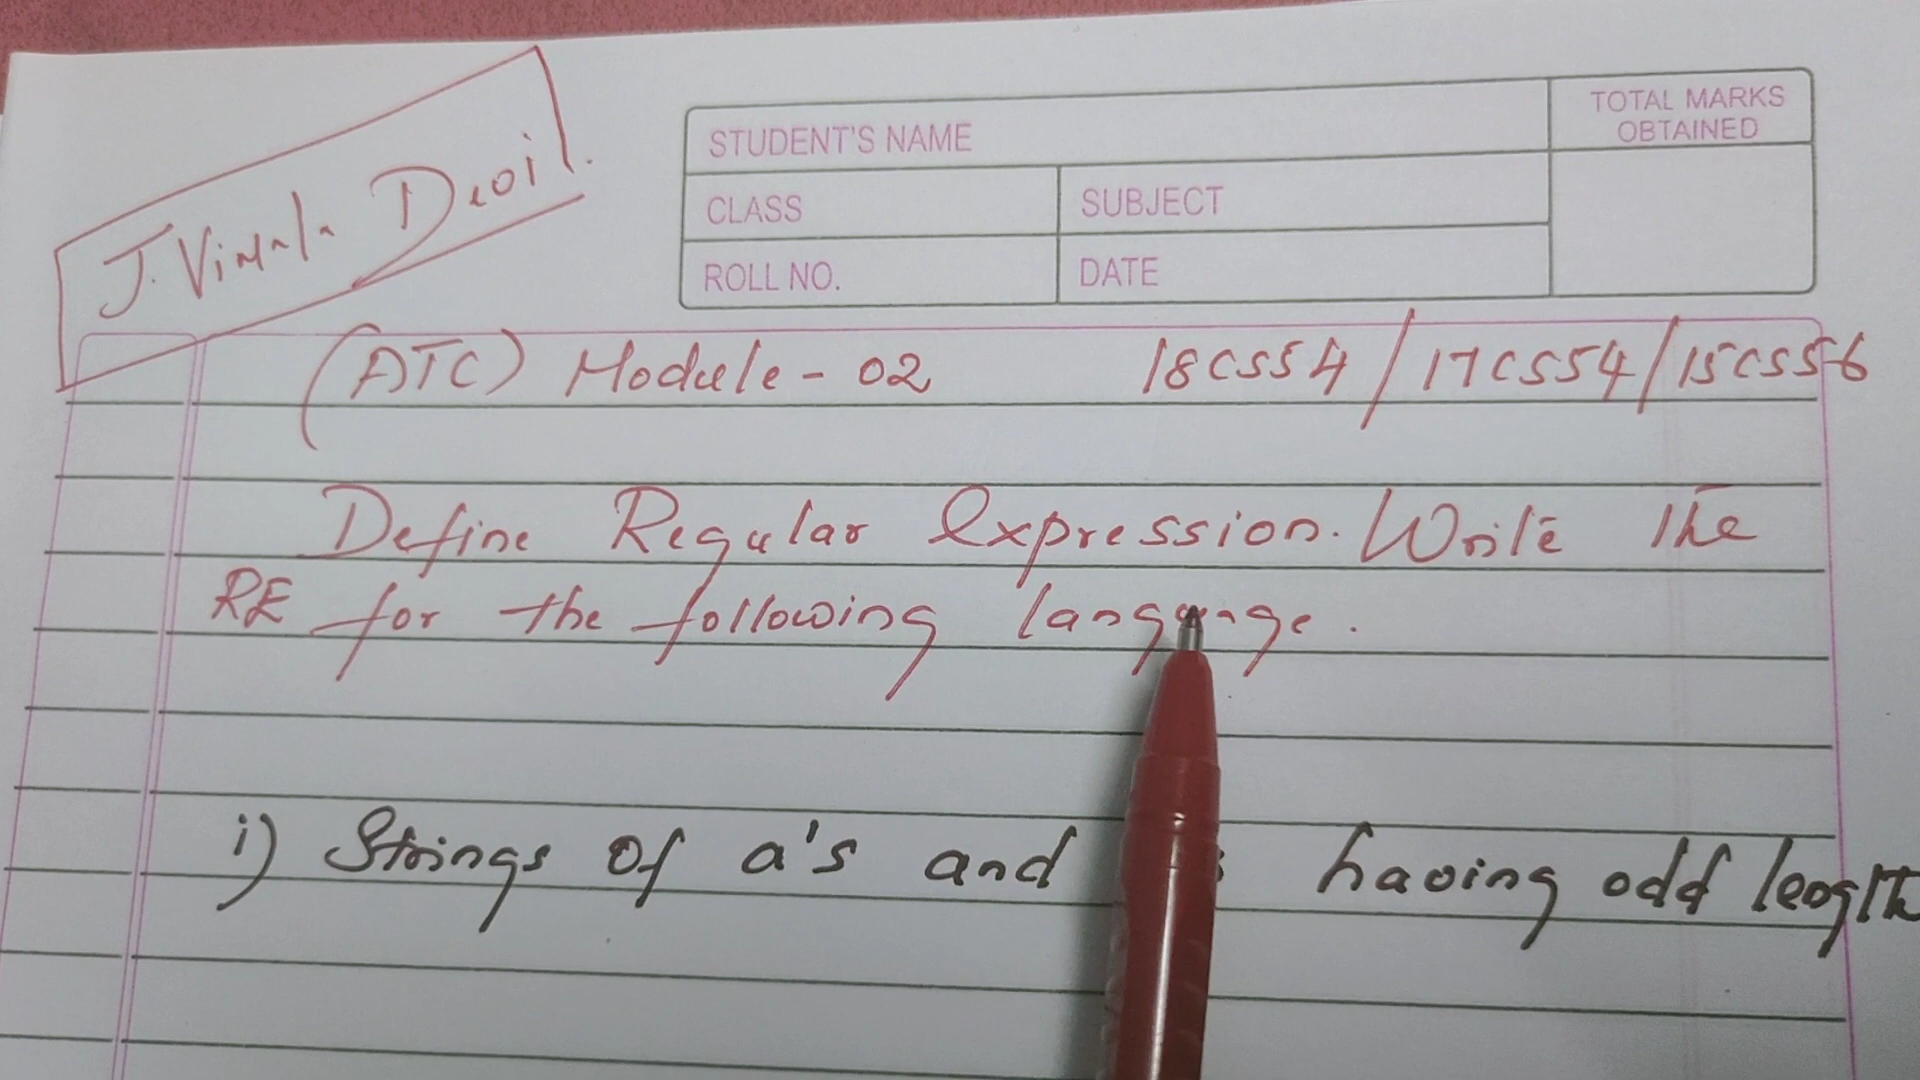 J. Vimala Devi.
STUDENT'S NAME
TOTAL MARKS OBTAINED
CLASS
SUBJECT
ROLL NO.
DATE
(ATC) Module - 02 18CS54 / 17CS54 / 15CS56
Define Regular Expression. Write the
RE for the following language.
i) Strings of a's and having odd length